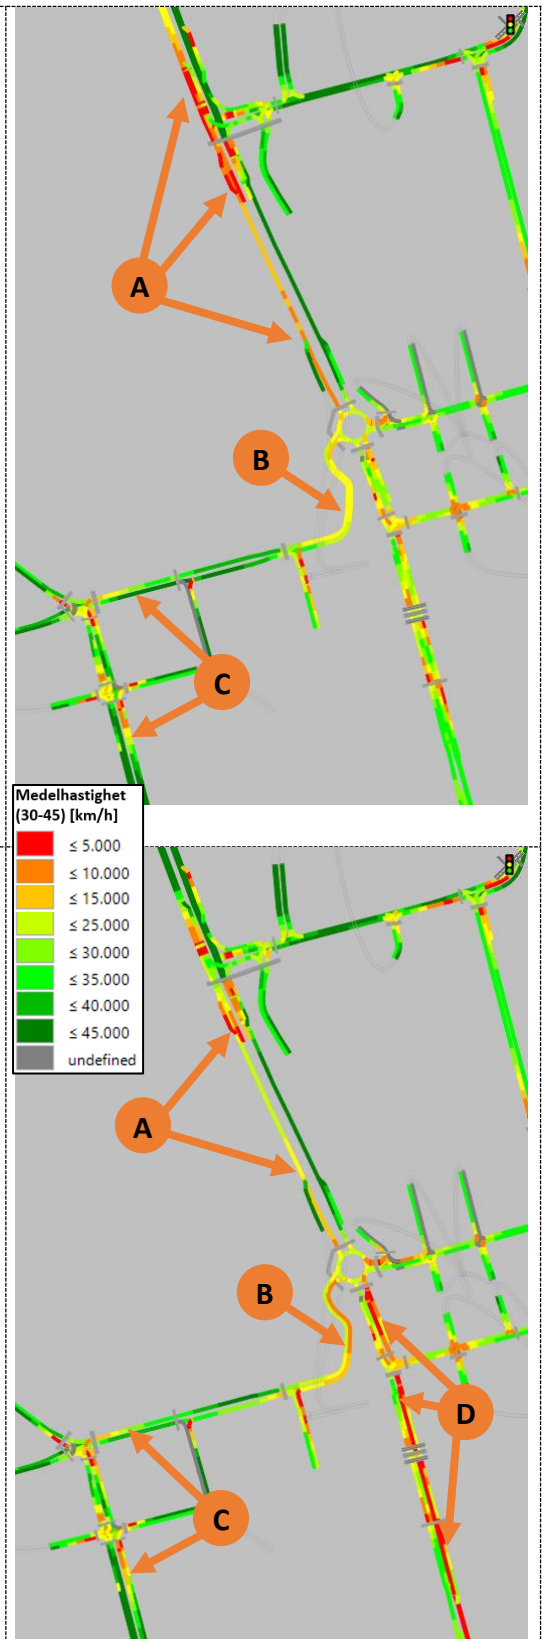 A
B
C
Medelhastighet
(30-45) [km/h]
≤ 5.000
≤ 10.000
≤ 15.000
≤ 25.000
≤ 30.000
≤ 35.000
≤ 40.000
≤ 45.000
undefined
A
B
D
C